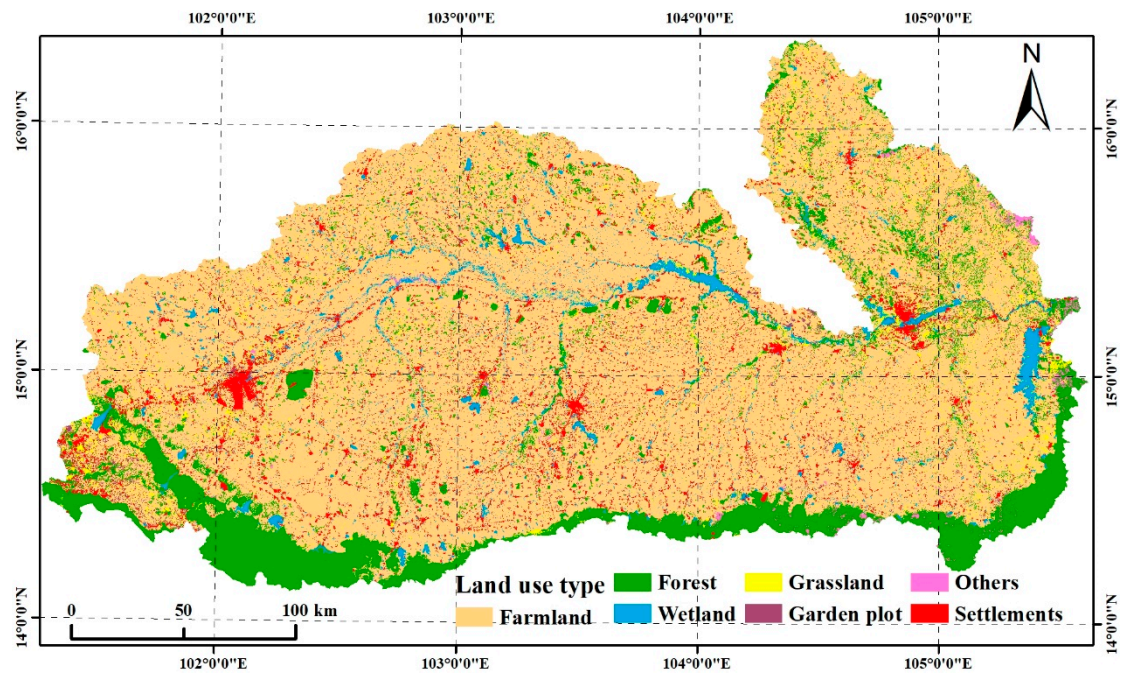 102°0'0"E 103°0'0"E 104°0'0"E 105°0'0"E
N
16°0'0"N 16°0'0"N
15°0'0"N 15°0'0"N
14°0'0"N 14°0'0"N
Land use type Forest Grassland Others
Farmland Wetland Garden plot Settlements
0 50 100 km
102°0'0"E 103°0'0"E 104°0'0"E 105°0'0"E